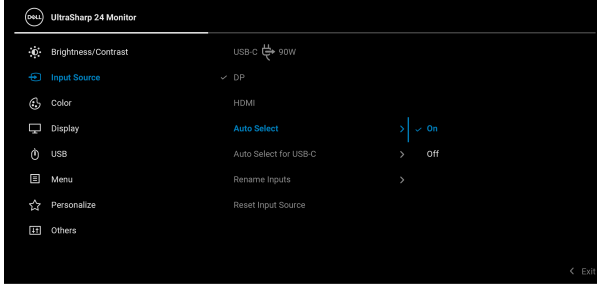 DELL UltraSharp 24 Monitor
Brightness/Contrast USB-C 90W
Input Source DP
Color HDMI
Display Auto Select On
USB Auto Select for USB-C Off
Menu Rename Inputs
Personalize Reset Input Source
Others
Exit